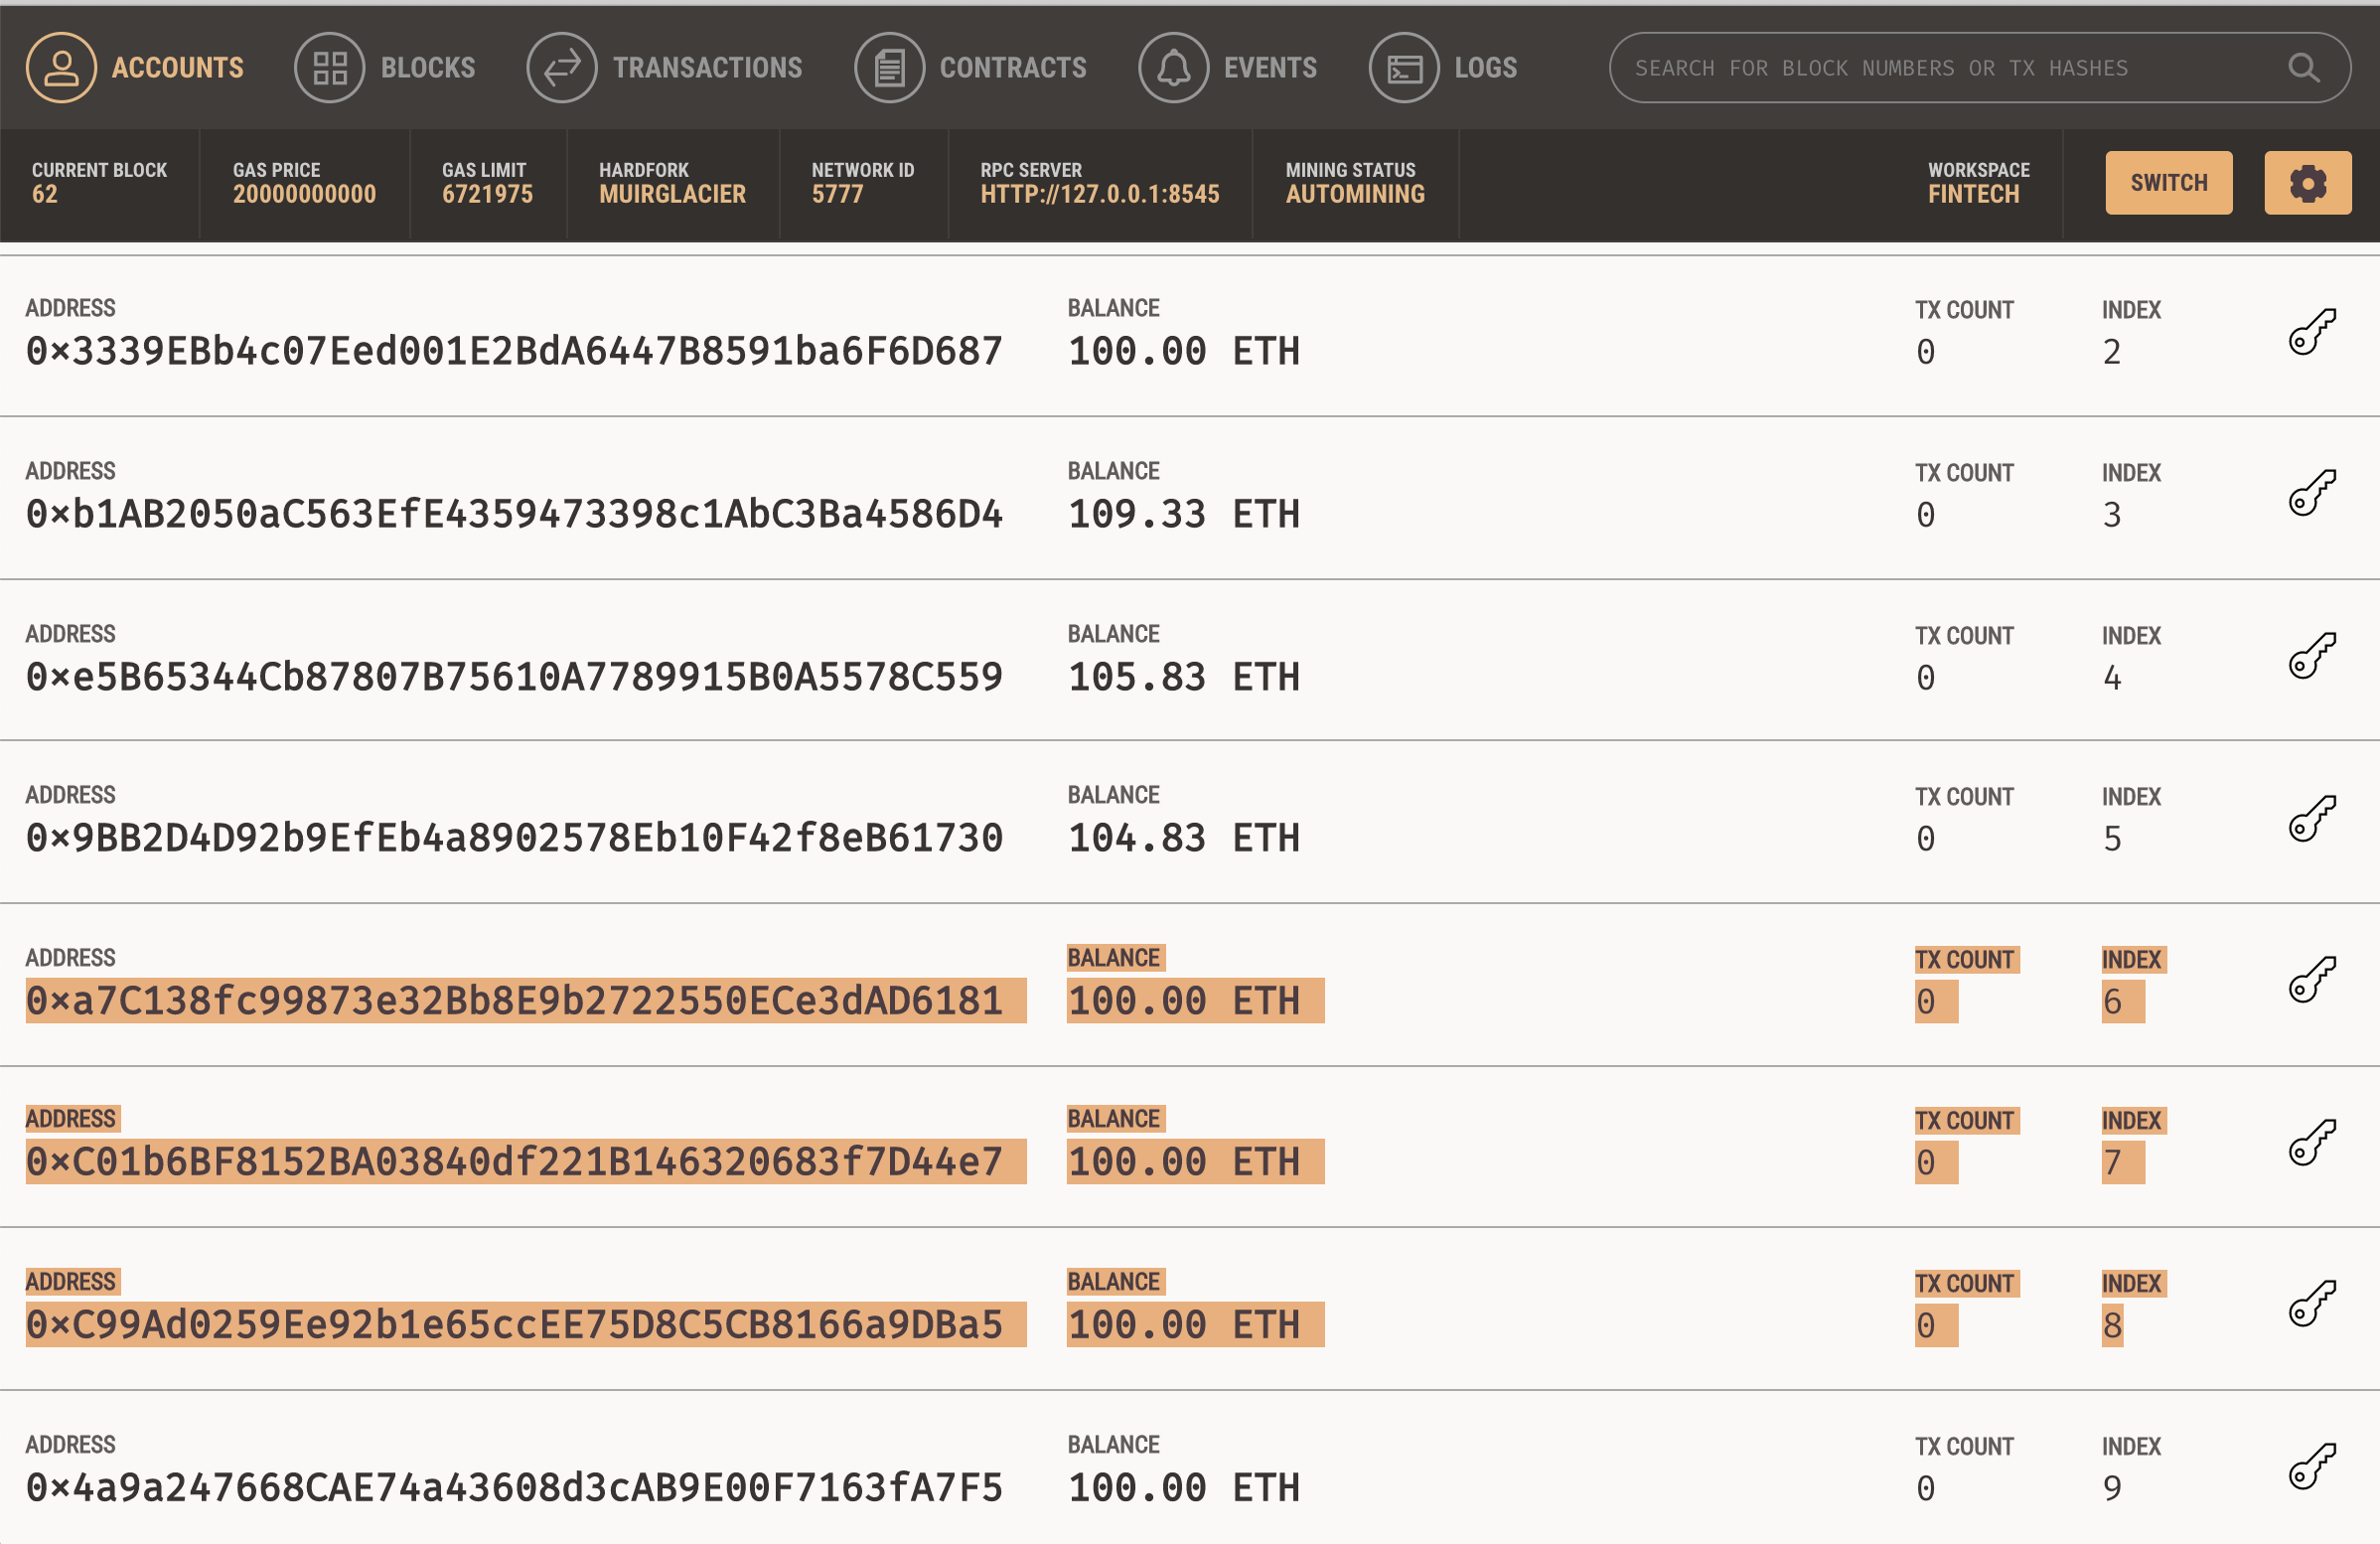 ACCOUNTS BLOCKS TRANSACTIONS CONTRACTS EVENTS LOGS SEARCH FOR BLOCK NUMBERS OR TX HASHES
CURRENT BLOCK GAS PRICE GAS LIMIT HARDFORK NETWORK ID RPC SERVER MINING STATUS WORKSPACE
62 20000000000 6721975 MUIRGLACIER 5777 HTTP://127.0.0.1:8545 AUTOMINING FINTECH SWITCH
ADDRESS BALANCE TX COUNT INDEX
0×3339EBb4c07Eed001E2BdA6447B8591ba6F6D687 100.00 ETH 0 2
ADDRESS BALANCE TX COUNT INDEX
0×b1AB2050aC563EfE4359473398c1AbC3Ba4586D4 109.33 ETH 0 3
ADDRESS BALANCE TX COUNT INDEX
0×e5B65344Cb87807B75610A7789915B0A5578C559 105.83 ETH 0 4
ADDRESS BALANCE TX COUNT INDEX
0×9BB2D4D92b9EfEb4a8902578Eb10F42f8eB61730 104.83 ETH 0 5
ADDRESS BALANCE TX COUNT INDEX
0×a7C138fc99873e32Bb8E9b2722550ECe3dAD6181 100.00 ETH 0 6
ADDRESS BALANCE TX COUNT INDEX
0×C01b6BF8152BA03840df221B146320683f7D44e7 100.00 ETH 0 7
ADDRESS BALANCE TX COUNT INDEX
0×C99Ad0259Ee92b1e65ccEE75D8C5CB8166a9DBa5 100.00 ETH 0 8
ADDRESS BALANCE TX COUNT INDEX
0×4a9a247668CAE74a43608d3cAB9E00F7163fA7F5 100.00 ETH 0 9